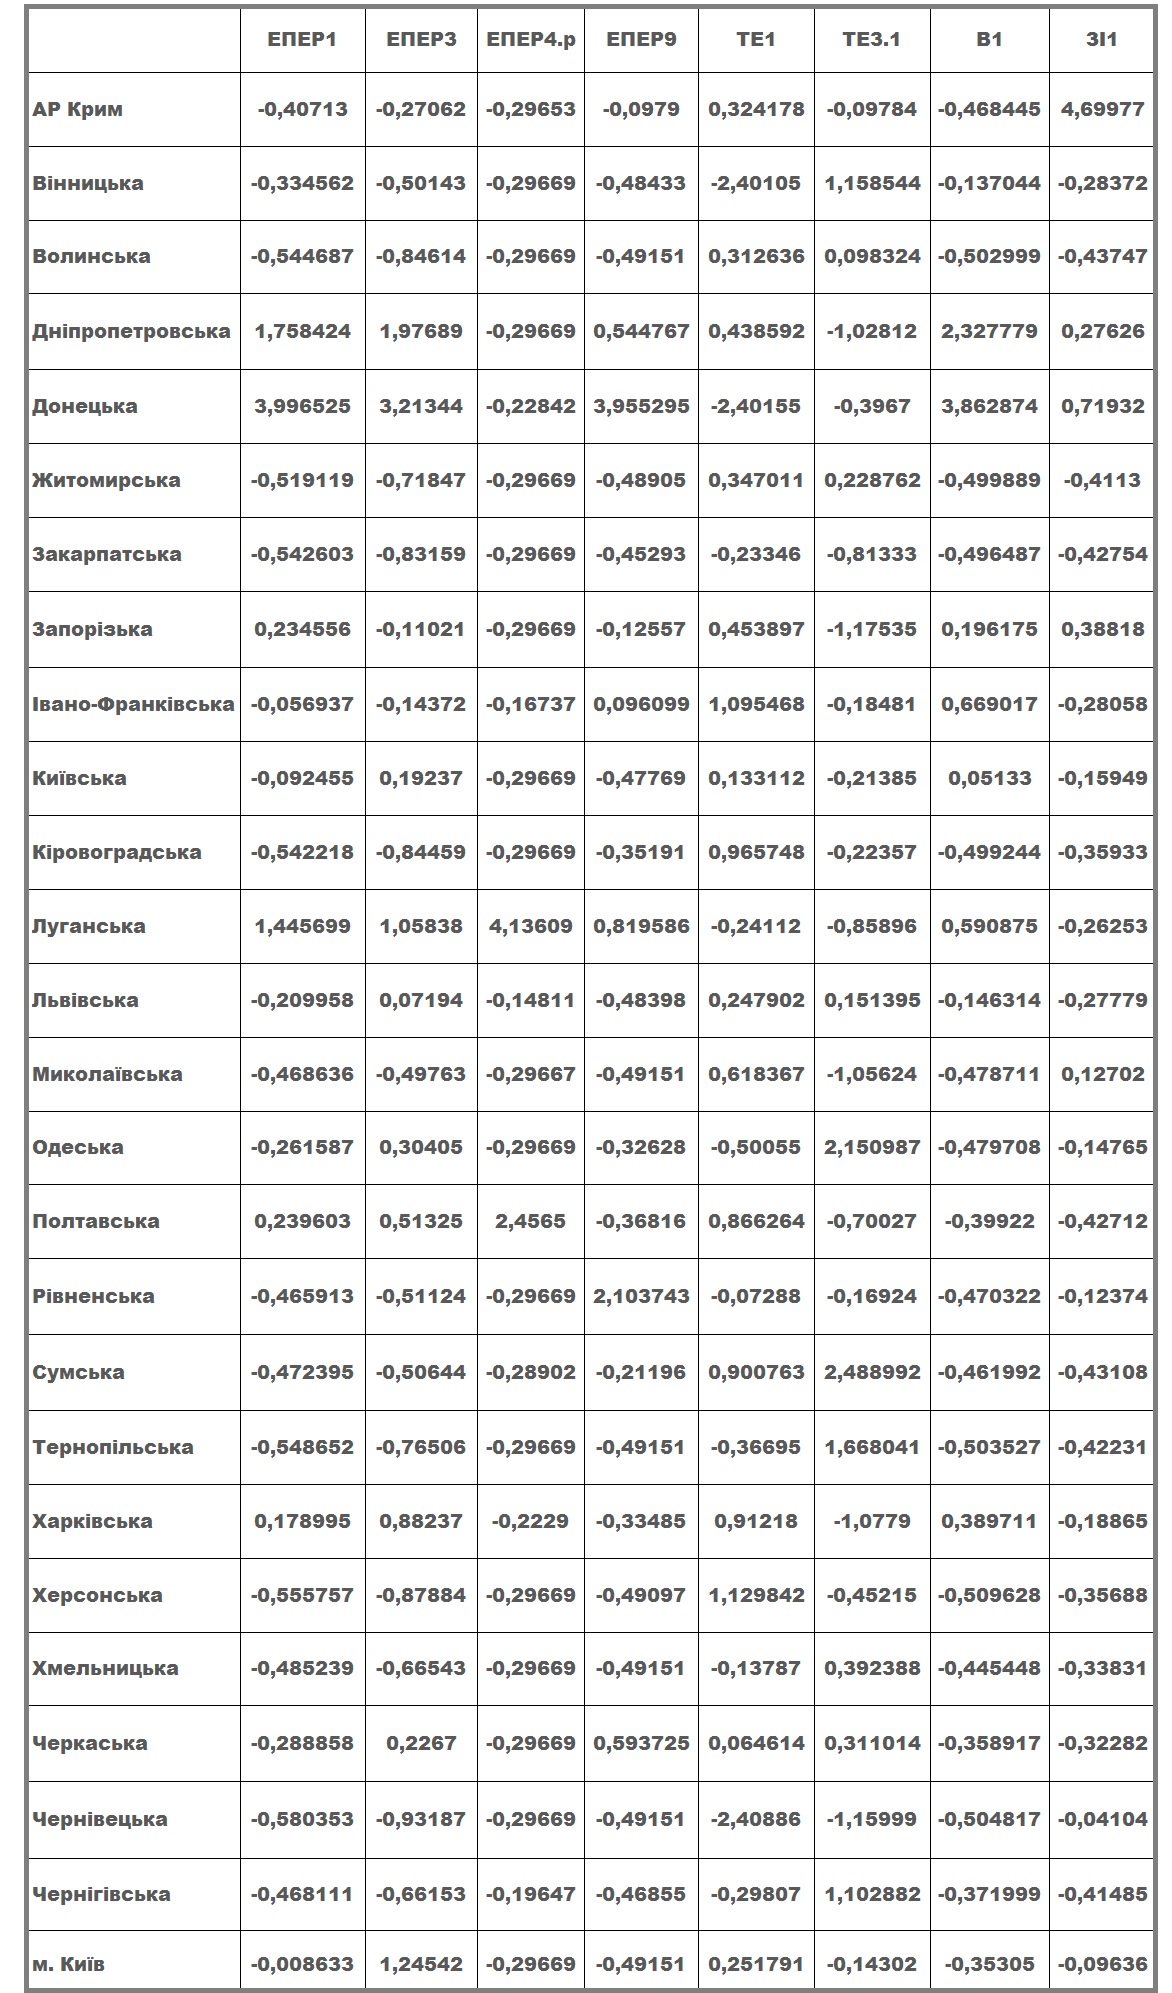 ЕПЕР1 ЕПЕР3 ЕПЕР4.р ЕПЕР9 ТЕ1 ТЕ3.1 В1 ЗІ1
АР Крим -0,40713 -0,27062 -0,29653 -0,0979 0,324178 -0,09784 -0,468445 4,69977
Вінницька -0,334562 -0,50143 -0,29669 -0,48433 -2,40105 1,158544 -0,137044 -0,28372
Волинська -0,544687 -0,84614 -0,29669 -0,49151 0,312636 0,098324 -0,502999 -0,43747
Дніпропетровська 1,758424 1,97689 -0,29669 0,544767 0,438592 -1,02812 2,327779 0,27626
Донецька 3,996525 3,21344 -0,22842 3,955295 -2,40155 -0,3967 3,862874 0,71932
Житомирська -0,519119 -0,71847 -0,29669 -0,48905 0,347011 0,228762 -0,499889 -0,4113
Закарпатська -0,542603 -0,83159 -0,29669 -0,45293 -0,23346 -0,81333 -0,496487 -0,42754
Запорізька 0,234556 -0,11021 -0,29669 -0,12557 0,453897 -1,17535 0,196175 0,38818
Івано-Франківська -0,056937 -0,14372 -0,16737 0,096099 1,095468 -0,18481 0,669017 -0,28058
Київська -0,092455 0,19237 -0,29669 -0,47769 0,133112 -0,21385 0,05133 -0,15949
Кіровоградська -0,542218 -0,84459 -0,29669 -0,35191 0,965748 -0,22357 -0,499244 -0,35933
Луганська 1,445699 1,05838 4,13609 0,819586 -0,24112 -0,85896 0,590875 -0,26253
Львівська -0,209958 0,07194 -0,14811 -0,48398 0,247902 0,151395 -0,146314 -0,27779
Миколаївська -0,468636 -0,49763 -0,29667 -0,49151 0,618367 -1,05624 -0,478711 0,12702
Одеська -0,261587 0,30405 -0,29669 -0,32628 -0,50055 2,150987 -0,479708 -0,14765
Полтавська 0,239603 0,51325 2,4565 -0,36816 0,866264 -0,70027 -0,39922 -0,42712
Рівненська -0,465913 -0,51124 -0,29669 2,103743 -0,07288 -0,16924 -0,470322 -0,12374
Сумська -0,472395 -0,50644 -0,28902 -0,21196 0,900763 2,488992 -0,461992 -0,43108
Тернопільська -0,548652 -0,76506 -0,29669 -0,49151 -0,36695 1,668041 -0,503527 -0,42231
Харківська 0,178995 0,88237 -0,2229 -0,33485 0,91218 -1,0779 0,389711 -0,18865
Херсонська -0,555757 -0,87884 -0,29669 -0,49097 1,129842 -0,45215 -0,509628 -0,35688
Хмельницька -0,485239 -0,66543 -0,29669 -0,49151 -0,13787 0,392388 -0,445448 -0,33831
Черкаська -0,288858 0,2267 -0,29669 0,593725 0,064614 0,311014 -0,358917 -0,32282
Чернівецька -0,580353 -0,93187 -0,29669 -0,49151 -2,40886 -1,15999 -0,504817 -0,04104
Чернігівська -0,468111 -0,66153 -0,19647 -0,46855 -0,29807 1,102882 -0,371999 -0,41485
м. Київ -0,008633 1,24542 -0,29669 -0,49151 0,251791 -0,14302 -0,35305 -0,09636